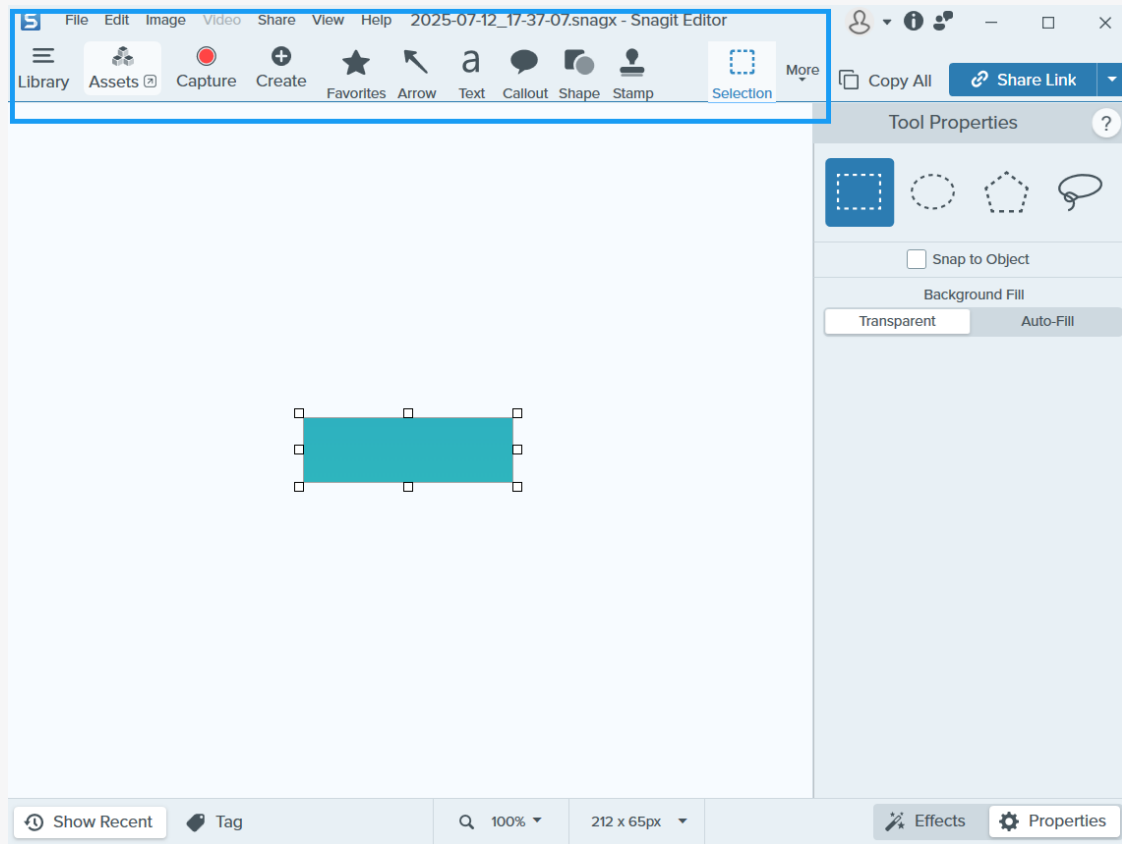 File Edit Image Video Share View Help 2025-07-12_17-37-07.snagx - Snagit Editor
Library Assets Capture Create Favorites Arrow Text Callout Shape Stamp Selection More Copy All Share Link
Tool Properties ?
Snap to Object
Background Fill
Transparent Auto-Fill
Show Recent Tag 100% 212 x 65px Effects Properties